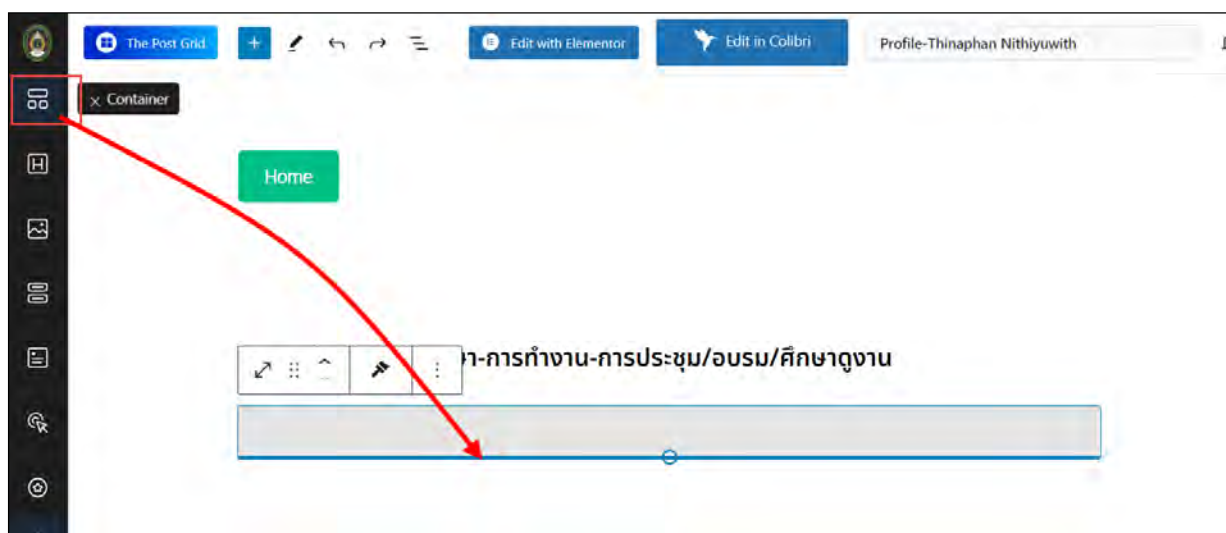 The Post Grid
Edit with Elementor
Edit in Colibri
Profile-Thinaphan Nithiyuwith
× Container
Home
-การทำงาน-การประชุม/อบรม/ศึกษาดูงาน